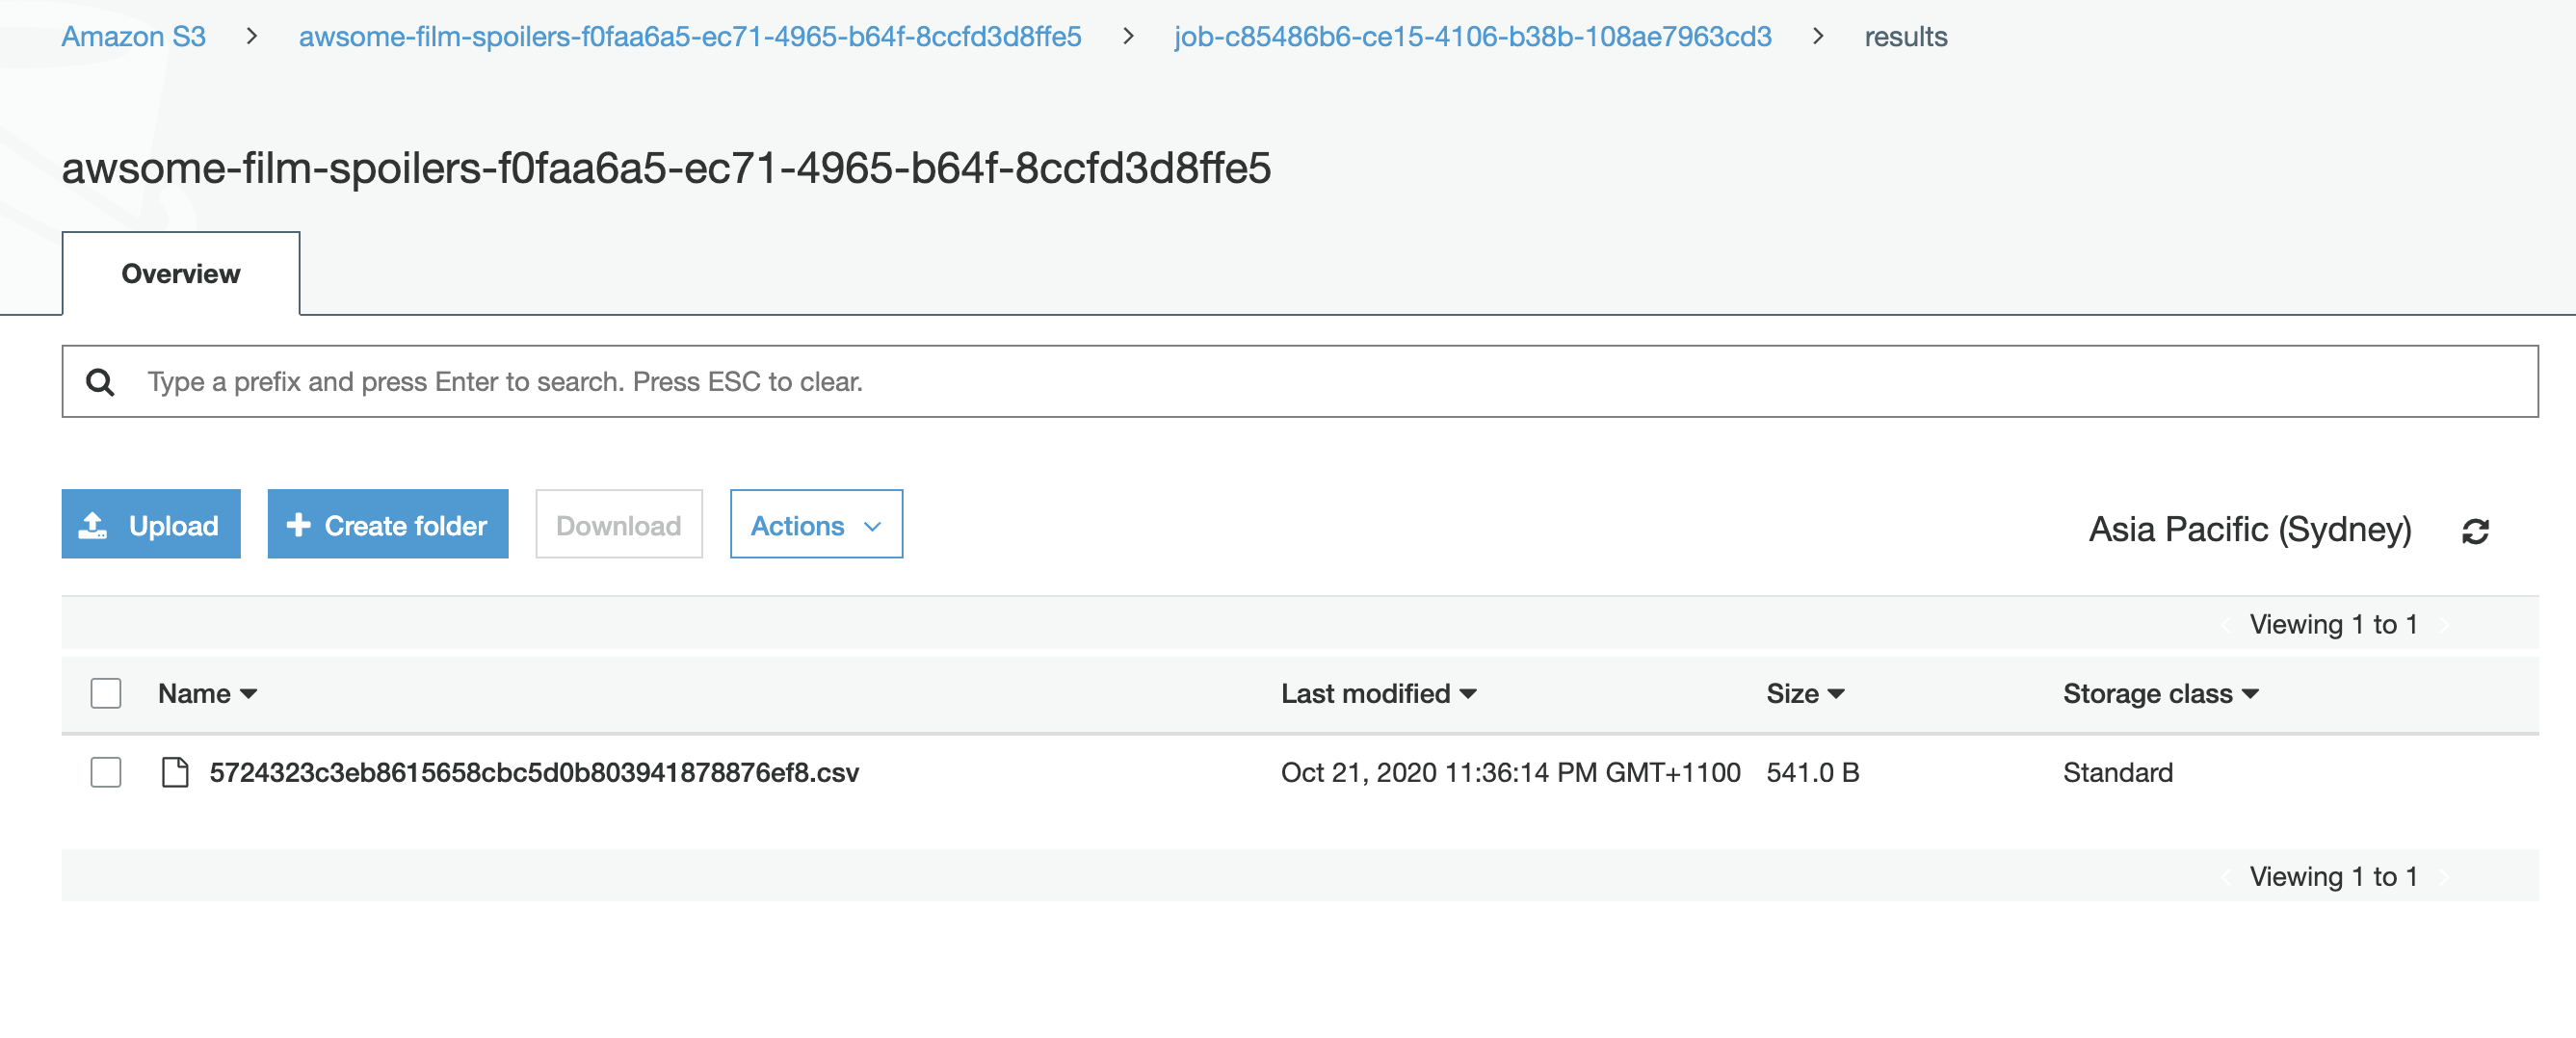 Amazon S3 > awsome-film-spoilers-f0faa6a5-ec71-4965-b64f-8ccfd3d8ffe5 > job-c85486b6-ce15-4106-b38b-108ae7963cd3 > results
awsome-film-spoilers-f0faa6a5-ec71-4965-b64f-8ccfd3d8ffe5
Overview
Type a prefix and press Enter to search. Press ESC to clear.
Upload Create folder Download Actions Asia Pacific (Sydney)
Viewing 1 to 1
Name Last modified Size Storage class
5724323c3eb8615658cbc5d0b803941878876ef8.csv Oct 21, 2020 11:36:14 PM GMT+1100 541.0 B Standard
Viewing 1 to 1